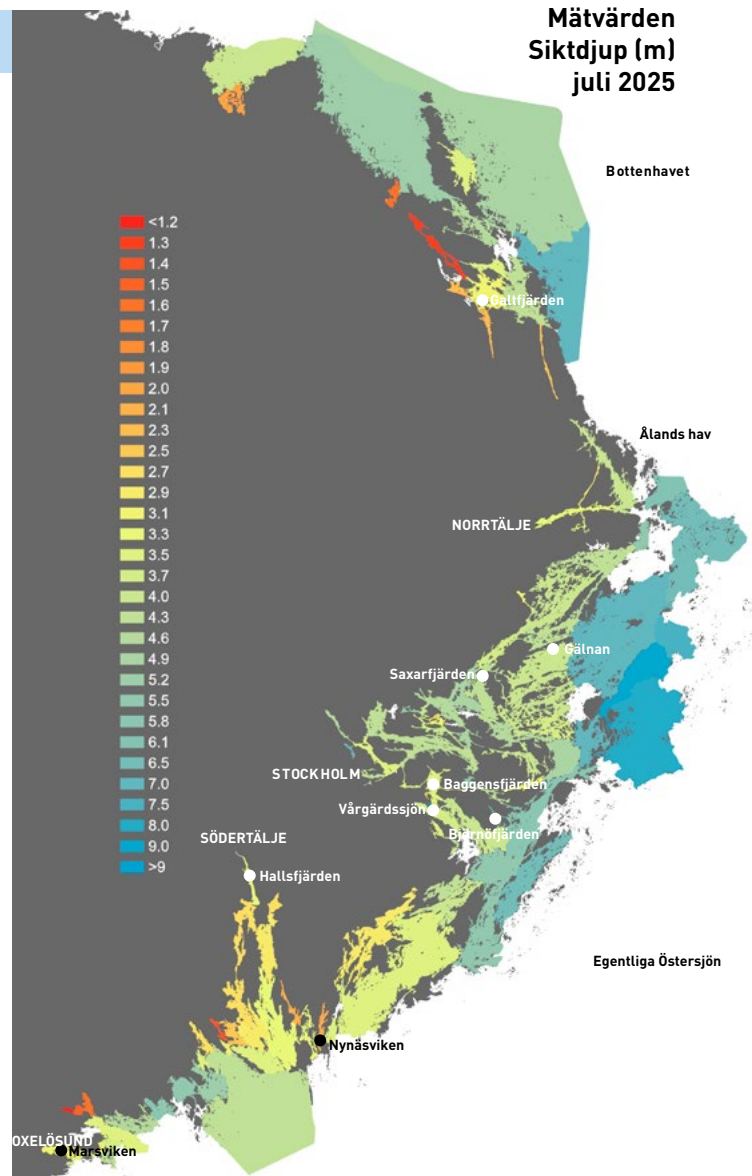 Mätvärden
Siktdjup (m)
juli 2025
Bottenhavet
<1.2
1.3
1.4
1.5
1.6
1.7
1.8
1.9
2.0
2.1
2.3
2.5
2.7
2.9
3.1
3.3
3.5
3.7
4.0
4.3
4.6
4.9
5.2
5.5
5.8
6.1
6.5
7.0
7.5
8.0
9.0
>9
Galtfjärden
Ålands hav
NORRTÄLJE
Gälnan
Saxarfjärden
STOCKHOLM
Baggensfjärden
Vårgärdssjön
Björnöfjärden
SÖDERTÄLJE
Hallsfjärden
Egentliga Östersjön
Nynäsviken
OXELÖSUND
Marsviken